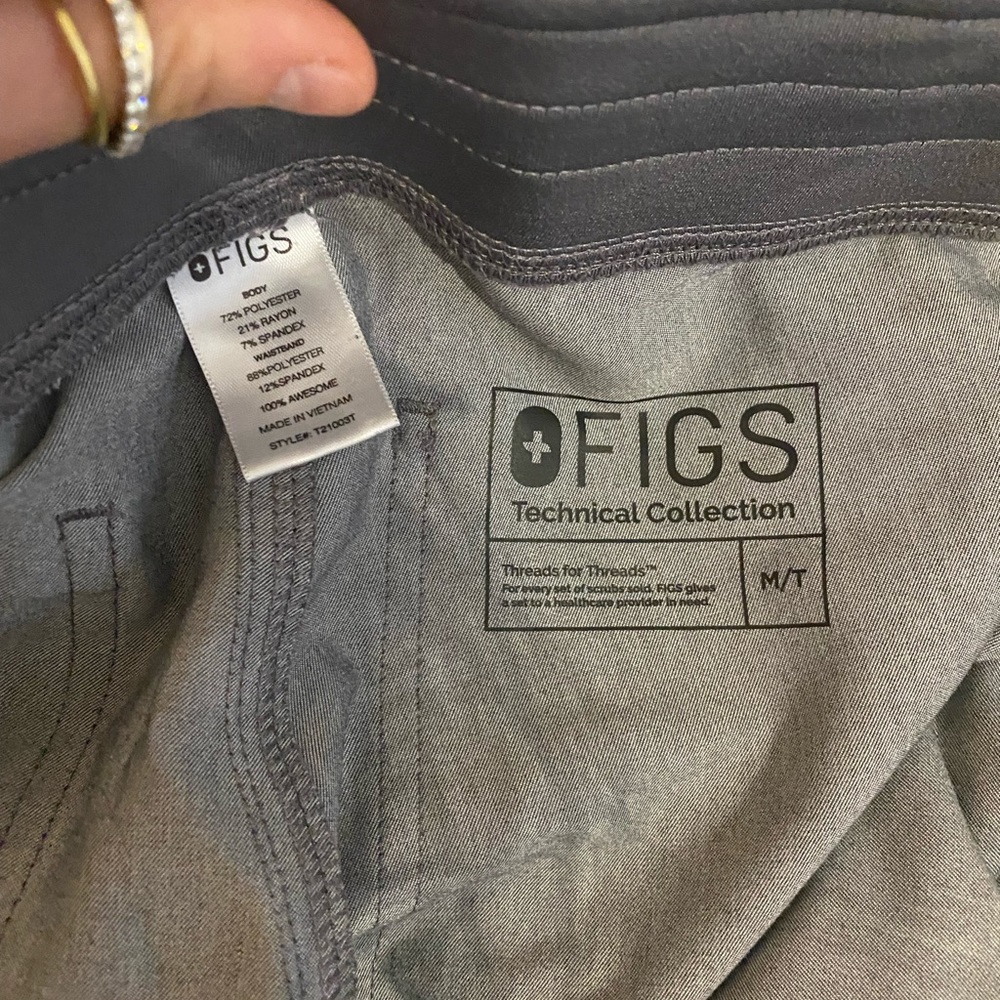 FIGS
BODY
72% POLYESTER
21% RAYON
7% SPANDEX
WAISTBAND
88%POLYESTER
12%SPANDEX
100% AWESOME
MADE IN VIETNAM
STYLE#: T21003T
FIGS
Technical Collection
Threads for Threads™
For every set of scrubs sold, FIGS gives
a set to a healthcare provider in need.
M/T